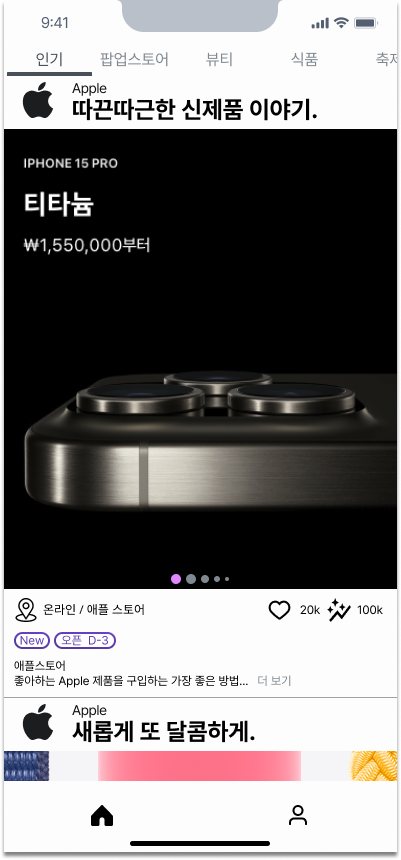 9:41
인기 팝업스토어 뷰티 식품
Apple
따끈따근한 신제품 이야기.
IPHONE 15 PRO
티타늄
₩1,550,000부터
온라인 / 애플 스토어 20k 100k
New 오픈 D-3
애플스토어
좋아하는 Apple 제품을 구입하는 가장 좋은 방법... 더 보기
Apple
새롭게 또 달콤하게.